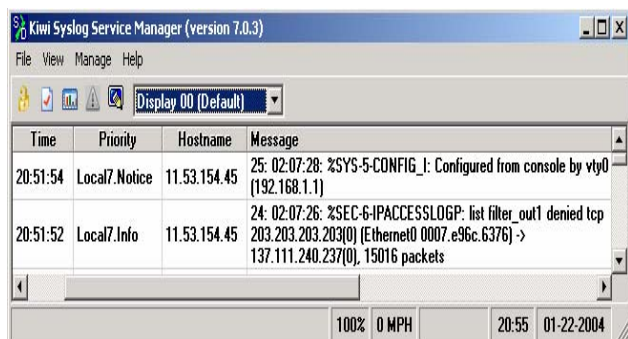 Kiwi Syslog Service Manager (version 7.0.3)
File View Manage Help
Display 00 (Default)
Time Priority Hostname Message
20:51:54 Local7.Notice 11.53.154.45 25: 02:07:28: %SYS-5-CONFIG_I: Configured from console by vty0
(192.168.1.1)
20:51:52 Local7.Info 11.53.154.45 24: 02:07:26: %SEC-6-IPACCESSLOGP: list filter_out1 denied tcp
203.203.203.203(0) (Ethernet0 0007.e96c.6376) ->
137.111.240.237(0), 15016 packets
100% 0 MPH 20:55 01-22-2004